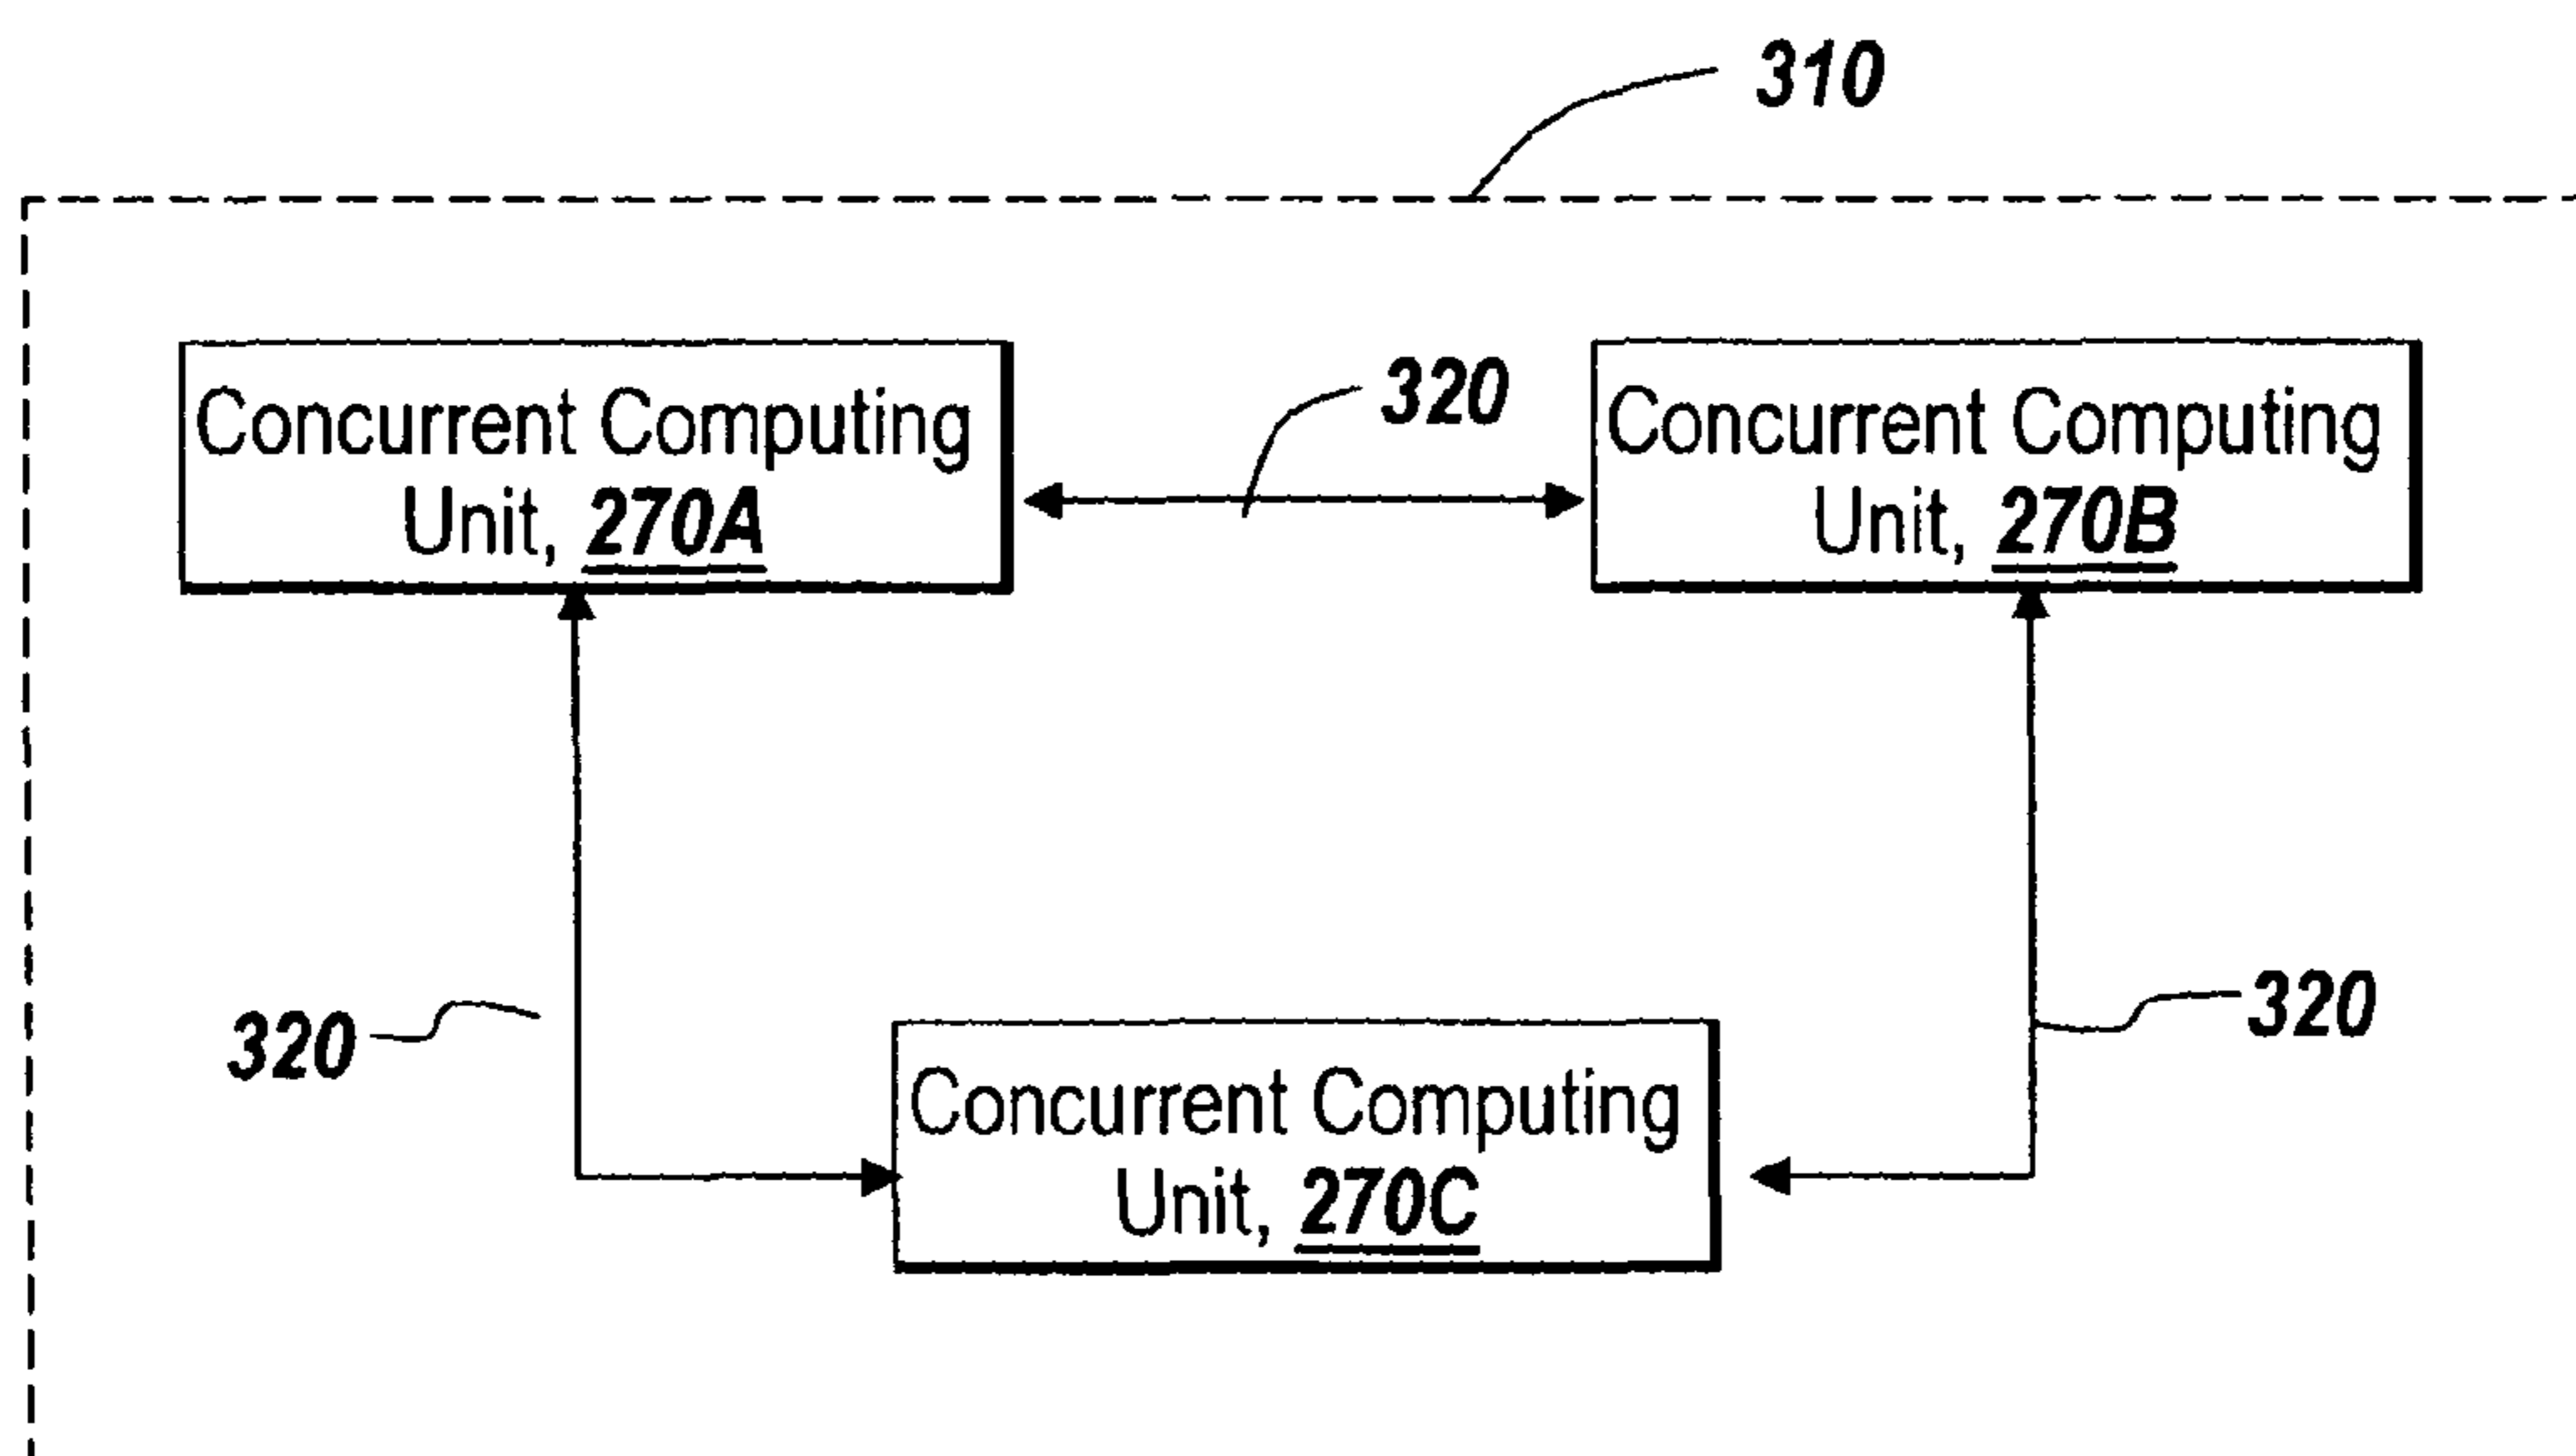 310
Concurrent Computing
Unit, 270A
320
Concurrent Computing
Unit, 270B
320
Concurrent Computing
Unit, 270C
320